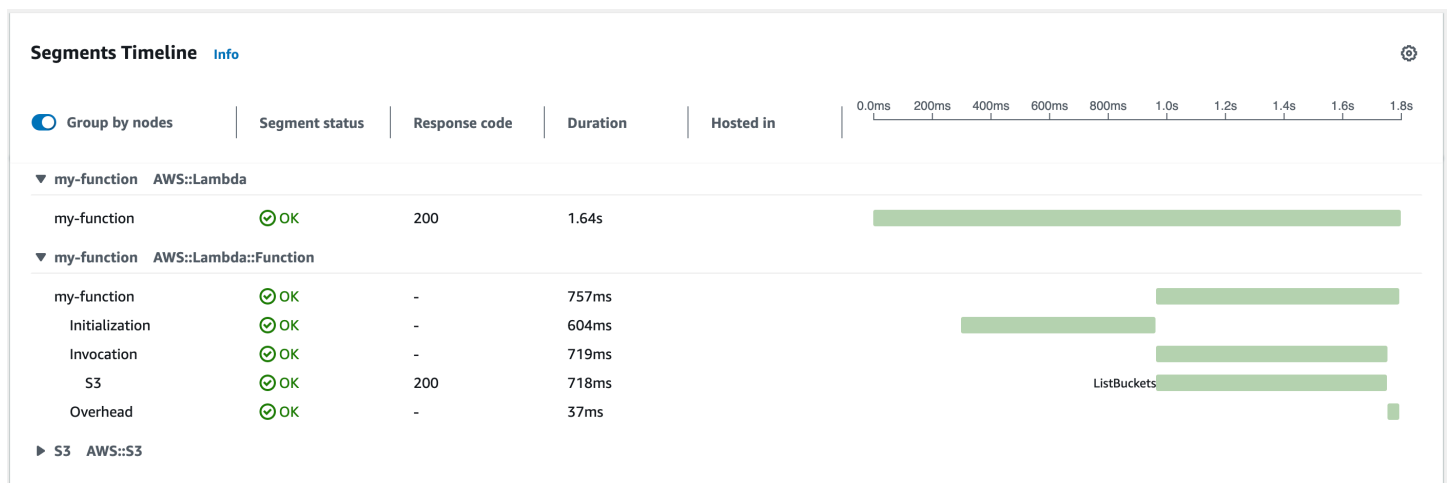 Segments Timeline Info
0.0ms 200ms 400ms 600ms 800ms 1.0s 1.2s 1.4s 1.6s 1.8s
Group by nodes Segment status Response code Duration Hosted in
my-function AWS::Lambda
my-function OK 200 1.64s
my-function AWS::Lambda::Function
my-function OK - 757ms
Initialization OK - 604ms
Invocation OK - 719ms
S3 OK 200 718ms ListBuckets
Overhead OK - 37ms
S3 AWS::S3